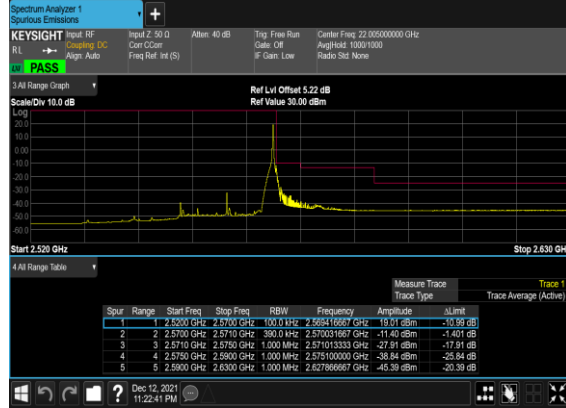 Spectrum Analyzer 1
Spurious Emissions
KEYSIGHT Input: RF Input Z: 50 Ω Atten: 40 dB Trig: Free Run Center Freq: 22.005000000 GHz
RL Coupling: DC Corr CCorr Gate: Off Avg|Hold: 1000/1000
Align: Auto Freq Ref: Int (S) IF Gain: Low Radio Std: None
PASS
3 All Range Graph
Ref Lvl Offset 5.22 dB
Scale/Div 10.0 dB Ref Value 30.00 dBm
Log
20.0
10.0
0.00
-10.0
-20.0
-30.0
-40.0
-50.0
-60.0
Start 2.520 GHz Stop 2.630 GH
4 All Range Table
Measure Trace Trace 1
Trace Type Trace Average (Active)
Spur Range Start Freq Stop Freq RBW Frequency Amplitude ΔLimit
1 1 2.5200 GHz 2.5700 GHz 100.0 kHz 2.569416667 GHz 19.01 dBm -10.99 dB
2 2 2.5700 GHz 2.5710 GHz 390.0 kHz 2.570031667 GHz -11.40 dBm -1.401 dB
3 3 2.5710 GHz 2.5750 GHz 1.000 MHz 2.571013333 GHz -27.91 dBm -17.91 dB
4 4 2.5750 GHz 2.5900 GHz 1.000 MHz 2.575100000 GHz -38.84 dBm -25.84 dB
5 5 2.5900 GHz 2.6300 GHz 1.000 MHz 2.627866667 GHz -45.39 dBm -20.39 dB
Dec 12, 2021
11:22:41 PM